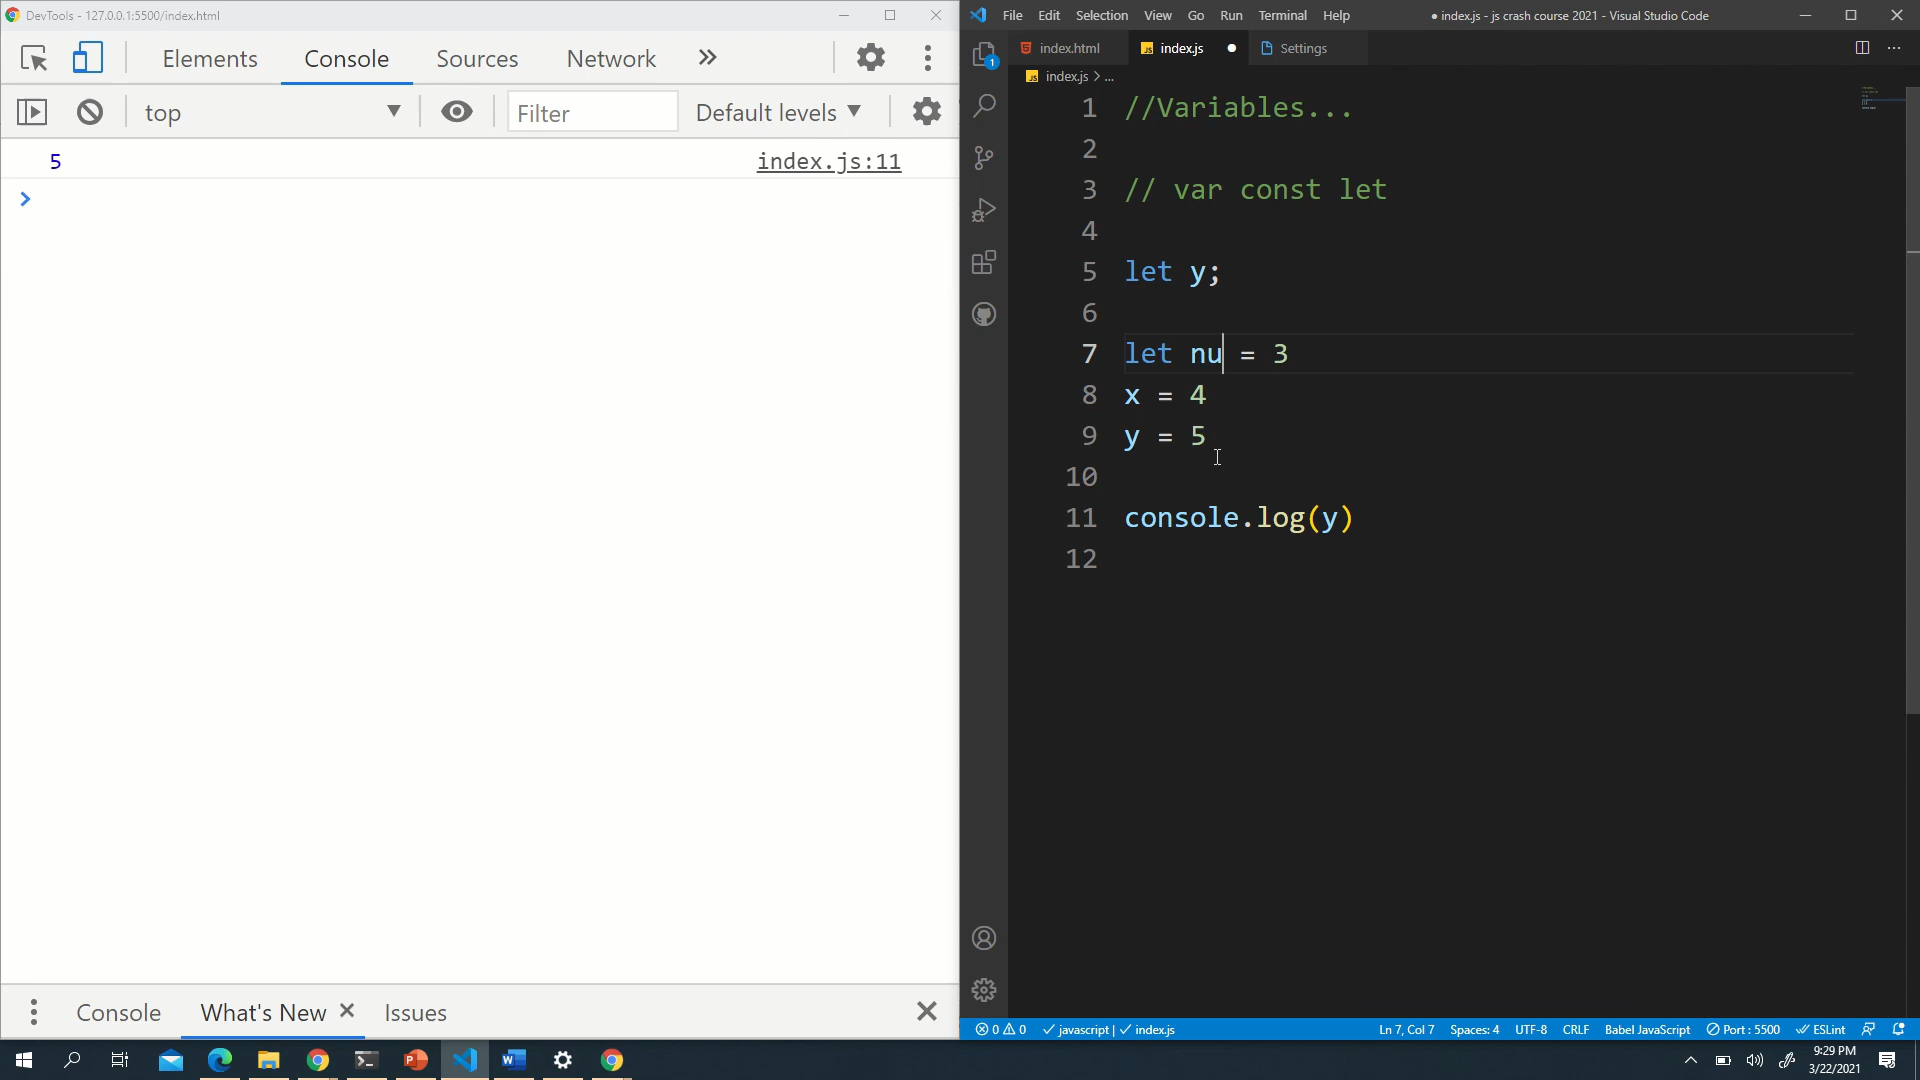 DevTools - 127.0.0.1:5500/index.html
Elements Console Sources Network
top Filter Default levels
5 index.js:11
Console What's New Issues
File Edit Selection View Go Run Terminal Help ● index.js - js crash course 2021 - Visual Studio Code
index.html JS index.js Settings
JS index.js > ...
1 //Variables...
2
3 // var const let
4
5 let y;
6
7 let nu = 3
8 x = 4
9 y = 5
10
11 console.log(y)
12
1
0 0 javascript | index.js Ln 7, Col 7 Spaces: 4 UTF-8 CRLF Babel JavaScript Port : 5500 ESLint
9:29 PM
3/22/2021